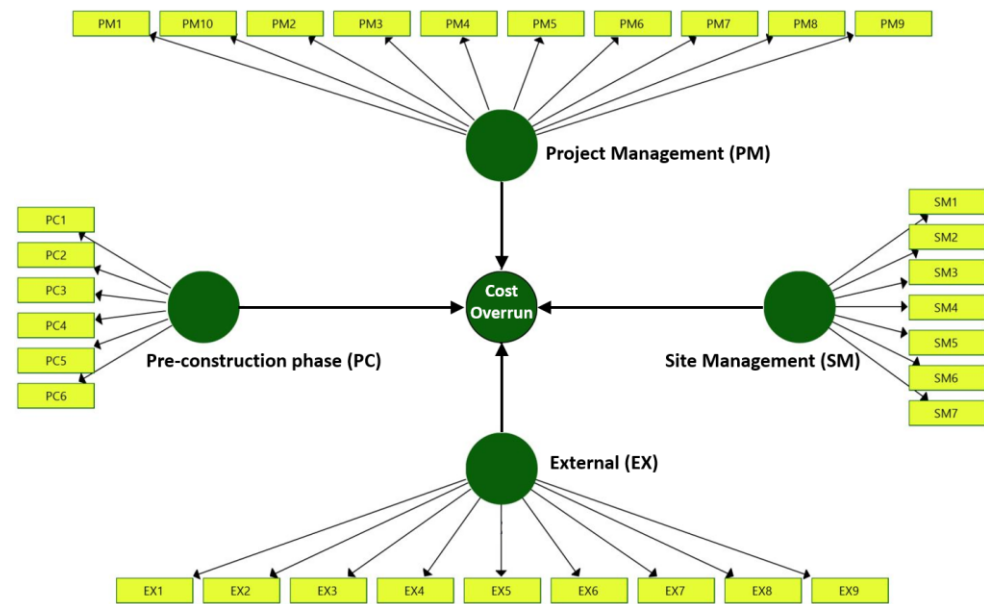 PM1
PM10
PM2
PM3
PM4
PM5
PM6
PM7
PM8
PM9
Project Management (PM)
PC1
PC2
PC3
PC4
PC5
PC6
Pre-construction phase (PC)
Cost
Overrun
SM1
SM2
SM3
SM4
SM5
SM6
SM7
Site Management (SM)
External (EX)
EX1
EX2
EX3
EX4
EX5
EX6
EX7
EX8
EX9